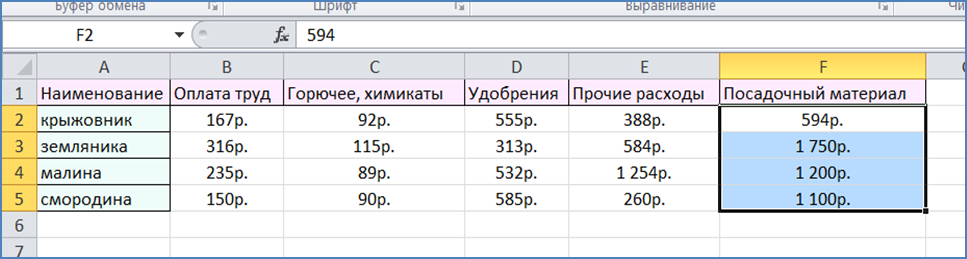 Буфер обмена Шрифт Выравнивание Чи
F2 fx 594
A B C D E F
1 Наименование Оплата труд Горючее, химикаты Удобрения Прочие расходы Посадочный материал
2 крыжовник 167р. 92р. 555р. 388р. 594р.
3 земляника 316р. 115р. 313р. 584р. 1 750р.
4 малина 235р. 89р. 532р. 1 254р. 1 200р.
5 смородина 150р. 90р. 585р. 260р. 1 100р.
6
7